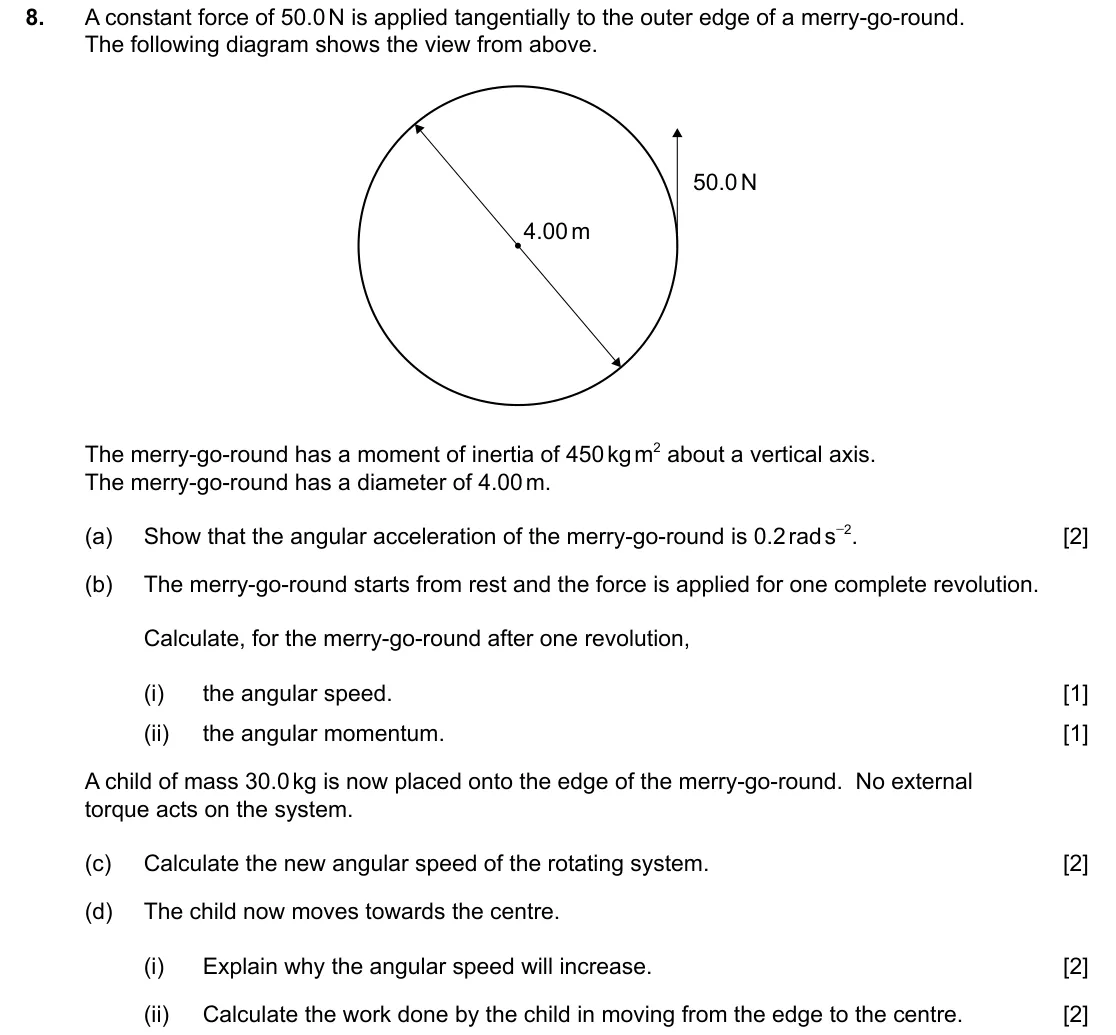 8. A constant force of 50.0 N is applied tangentially to the outer edge of a merry-go-round.
The following diagram shows the view from above.
50.0 N
4.00 m
The merry-go-round has a moment of inertia of 450 kg m² about a vertical axis.
The merry-go-round has a diameter of 4.00 m.
(a) Show that the angular acceleration of the merry-go-round is 0.2 rad s⁻². [2]
(b) The merry-go-round starts from rest and the force is applied for one complete revolution.
Calculate, for the merry-go-round after one revolution,
(i) the angular speed. [1]
(ii) the angular momentum. [1]
A child of mass 30.0 kg is now placed onto the edge of the merry-go-round. No external
torque acts on the system.
(c) Calculate the new angular speed of the rotating system. [2]
(d) The child now moves towards the centre.
(i) Explain why the angular speed will increase. [2]
(ii) Calculate the work done by the child in moving from the edge to the centre. [2]